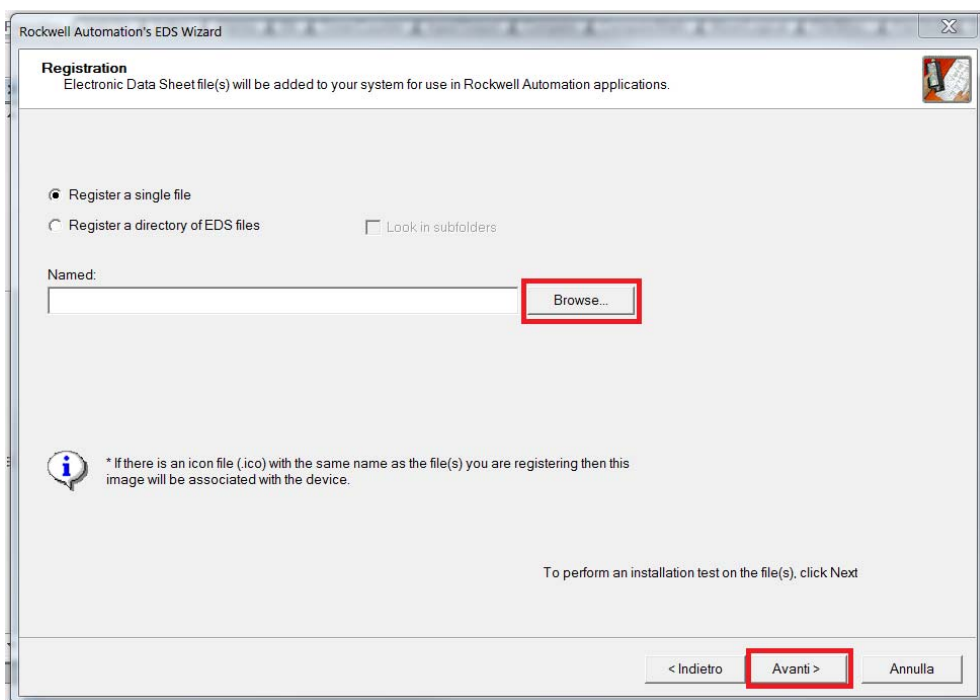 Rockwell Automation's EDS Wizard
Registration
Electronic Data Sheet file(s) will be added to your system for use in Rockwell Automation applications.
Register a single file
Register a directory of EDS files
Look in subfolders
Named:
Browse...
* If there is an icon file (.ico) with the same name as the file(s) you are registering then this
image will be associated with the device.
To perform an installation test on the file(s), click Next
< Indietro
Avanti >
Annulla